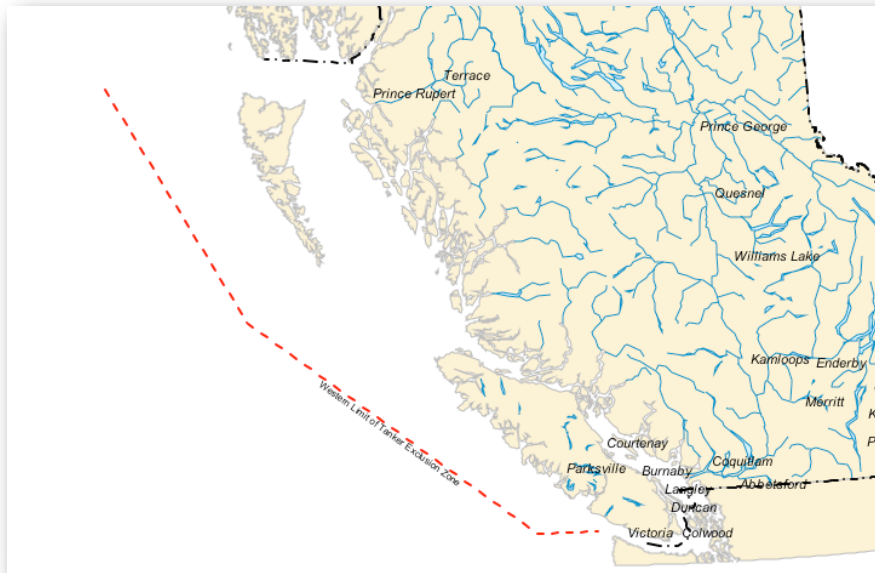 Terrace
Prince Rupert
Prince George
Quesnel
Williams Lake
Kamloops
Enderby
Western Limit of Tanker Exclusion Zone
Merritt
K
Courtenay
P
Coquitlam
Parksville
Burnaby
Abbotsford
Langley
Duncan
Victoria
Colwood